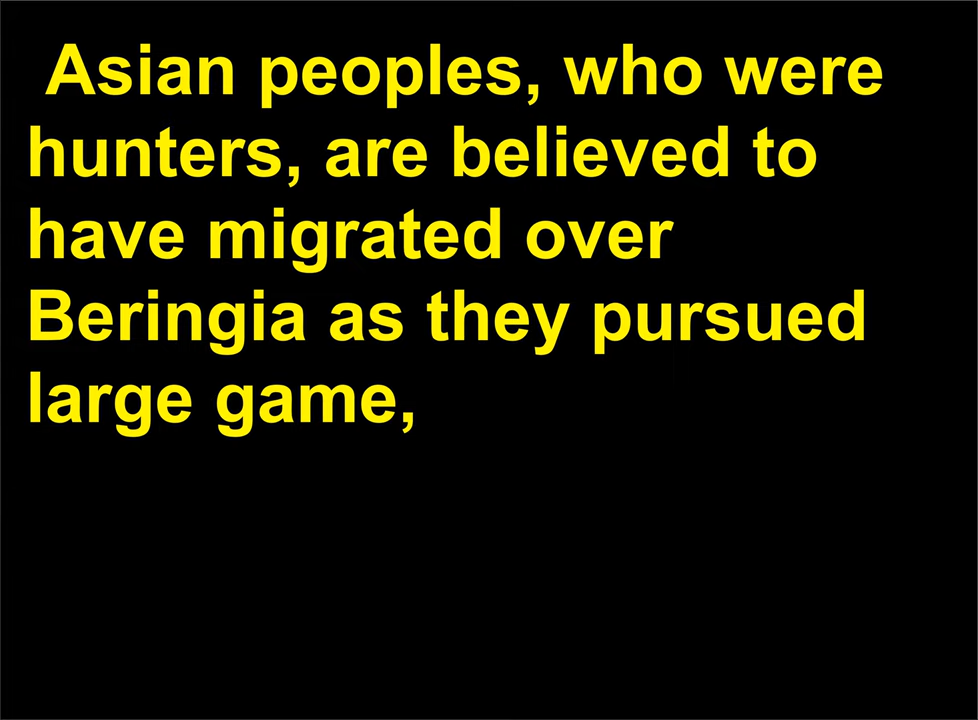 Asian peoples, who were
hunters, are believed to
have migrated over
Beringia as they pursued
large game,